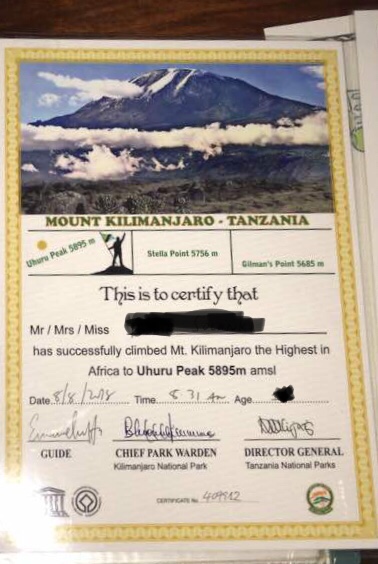 MOUNT KILIMANJARO - TANZANIA
Uhuru Peak 5895 m
Stella Point 5756 m
Gilman's Point 5685 m
This is to certify that
Mr / Mrs / Miss
has successfully climbed Mt. Kilimanjaro the Highest in
Africa to Uhuru Peak 5895m amsl
Date 8/8/2018 Time 8 31 Am Age
GUIDE
CHIEF PARK WARDEN
Kilimanjaro National Park
DIRECTOR GENERAL
Tanzania National Parks
CERTIFICATE No. 409912